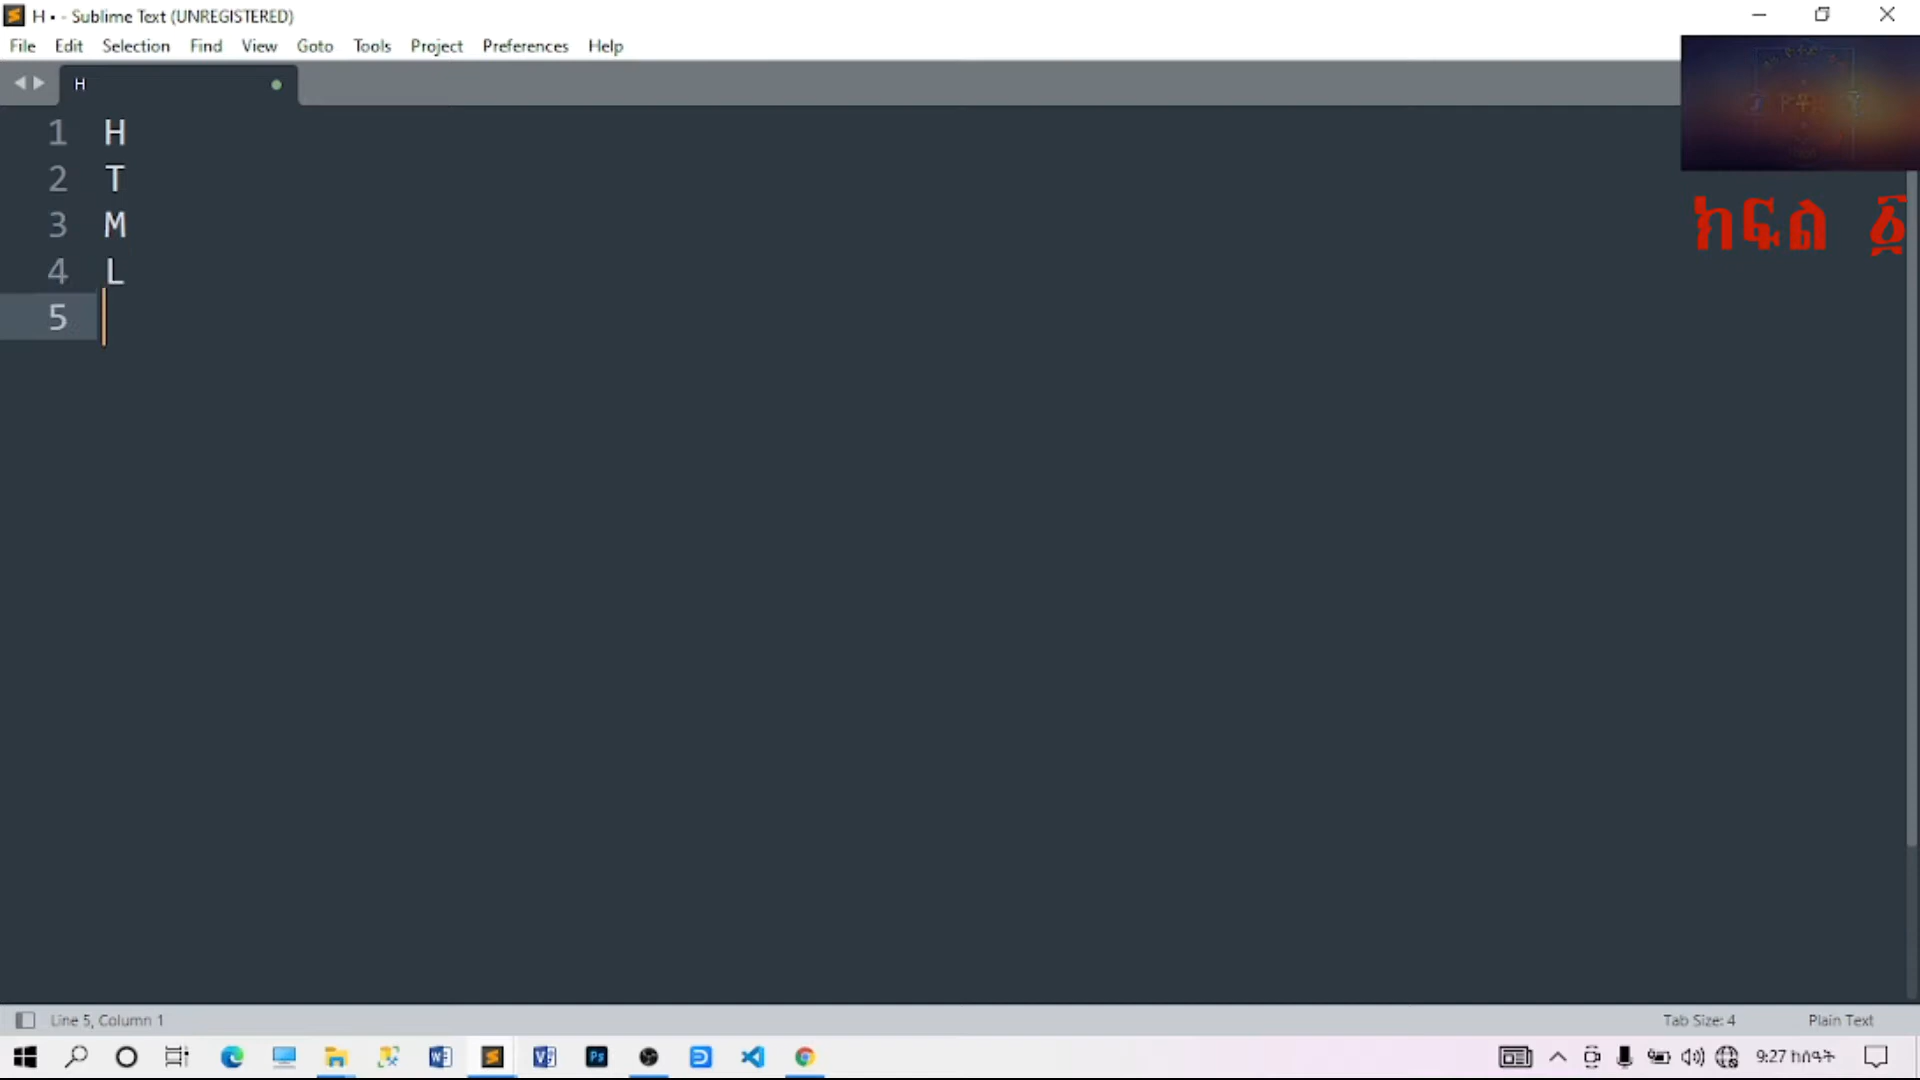 H • - Sublime Text (UNREGISTERED)
File Edit Selection Find View Goto Tools Project Preferences Help
H
1 H
2 T
3 M
4 L
5
ክፍል ፩
Line 5, Column 1
Tab Size: 4
Plain Text
9:27 ከሰዓት